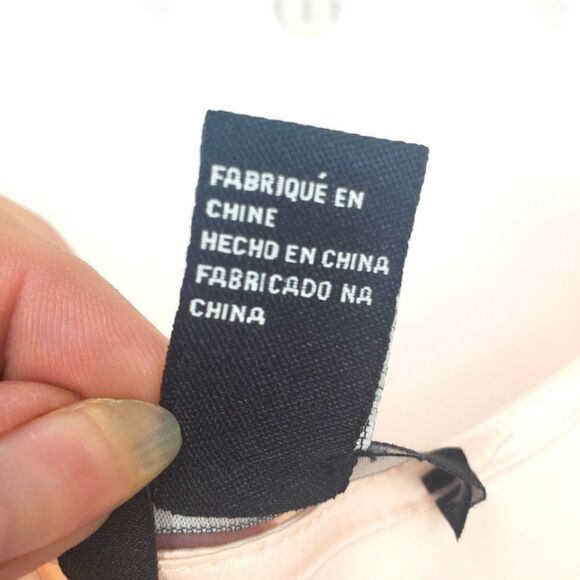 FABRIQUÉ EN
CHINE
HECHO EN CHINA
FABRICADO NA
CHINA